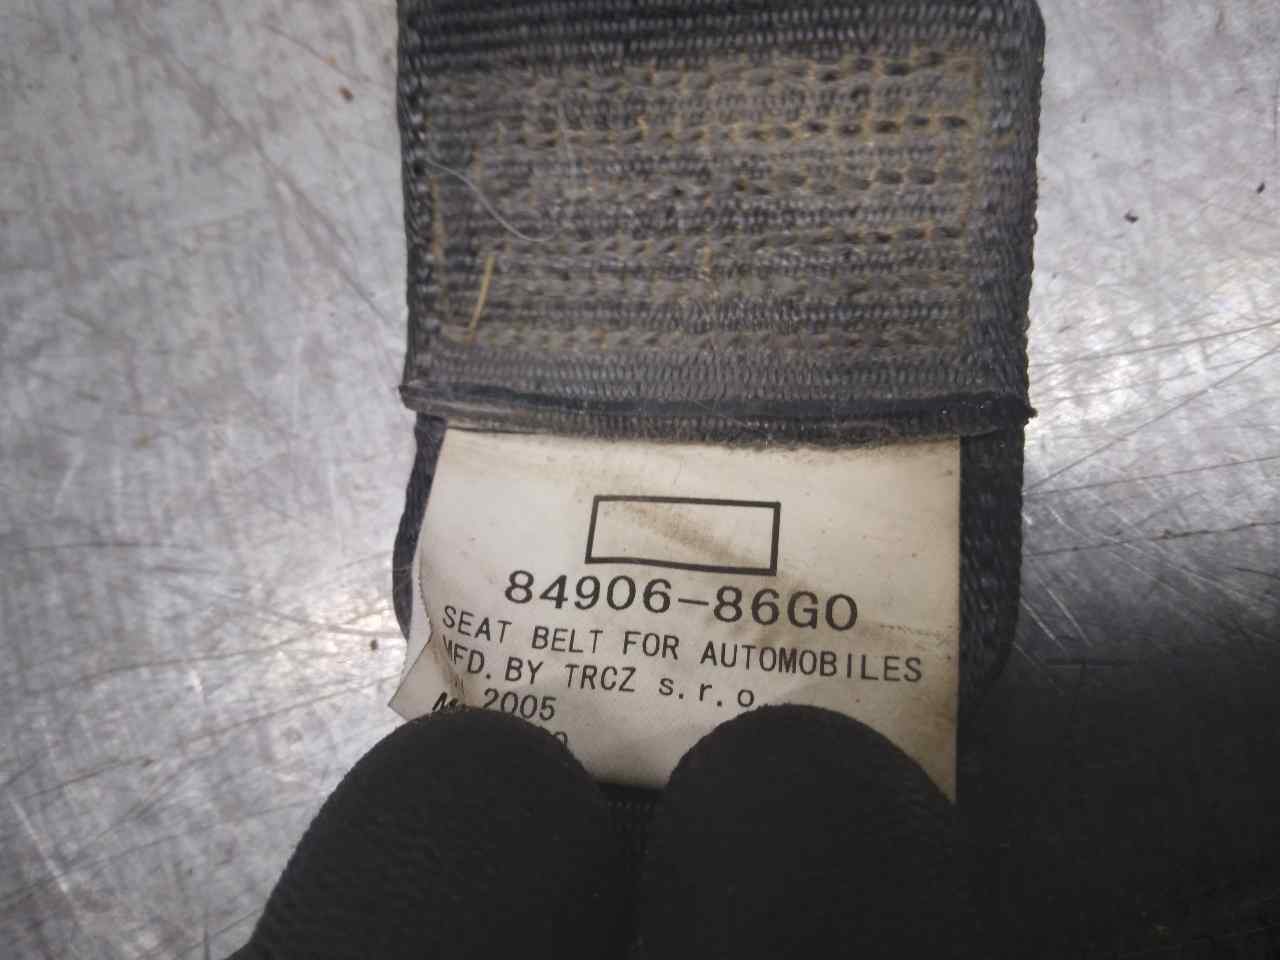 84906-86G0
SEAT BELT FOR AUTOMOBILES
MFD. BY TRCZ s.r.o.
2005